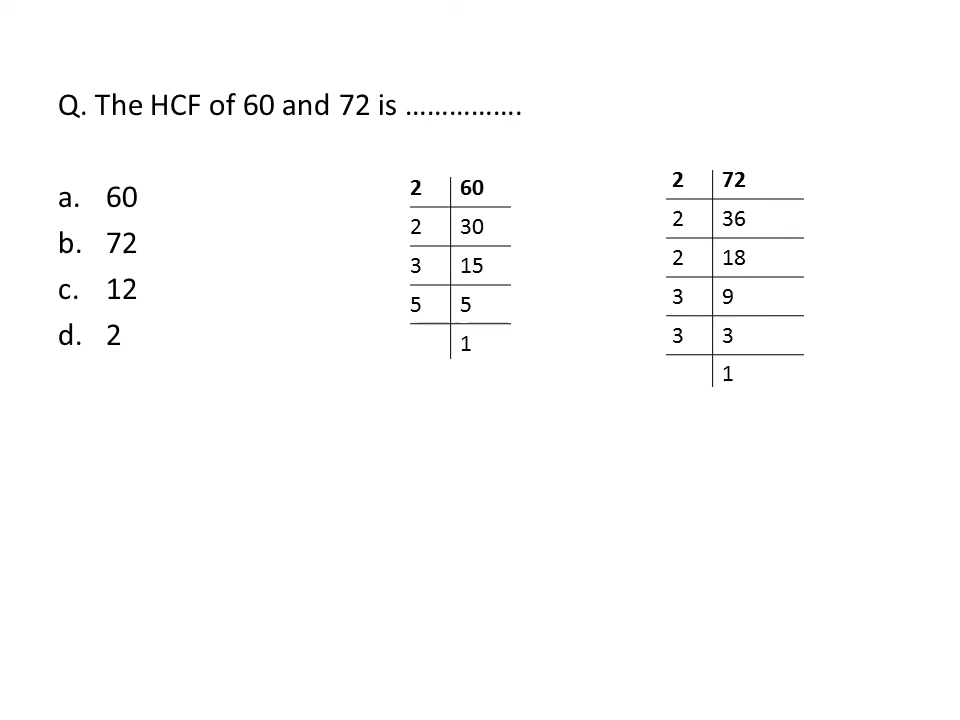 Q. The HCF of 60 and 72 is …………….
a. 60
b. 72
c. 12
d. 2
2 60
2 30
3 15
5 5
1
2 72
2 36
2 18
3 9
3 3
1